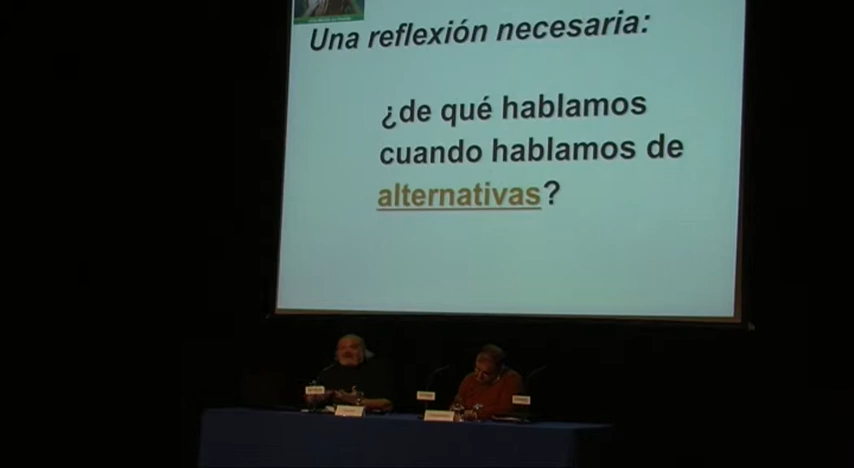 Una reflexión necesaria:
¿de qué hablamos
cuando hablamos de
alternativas?